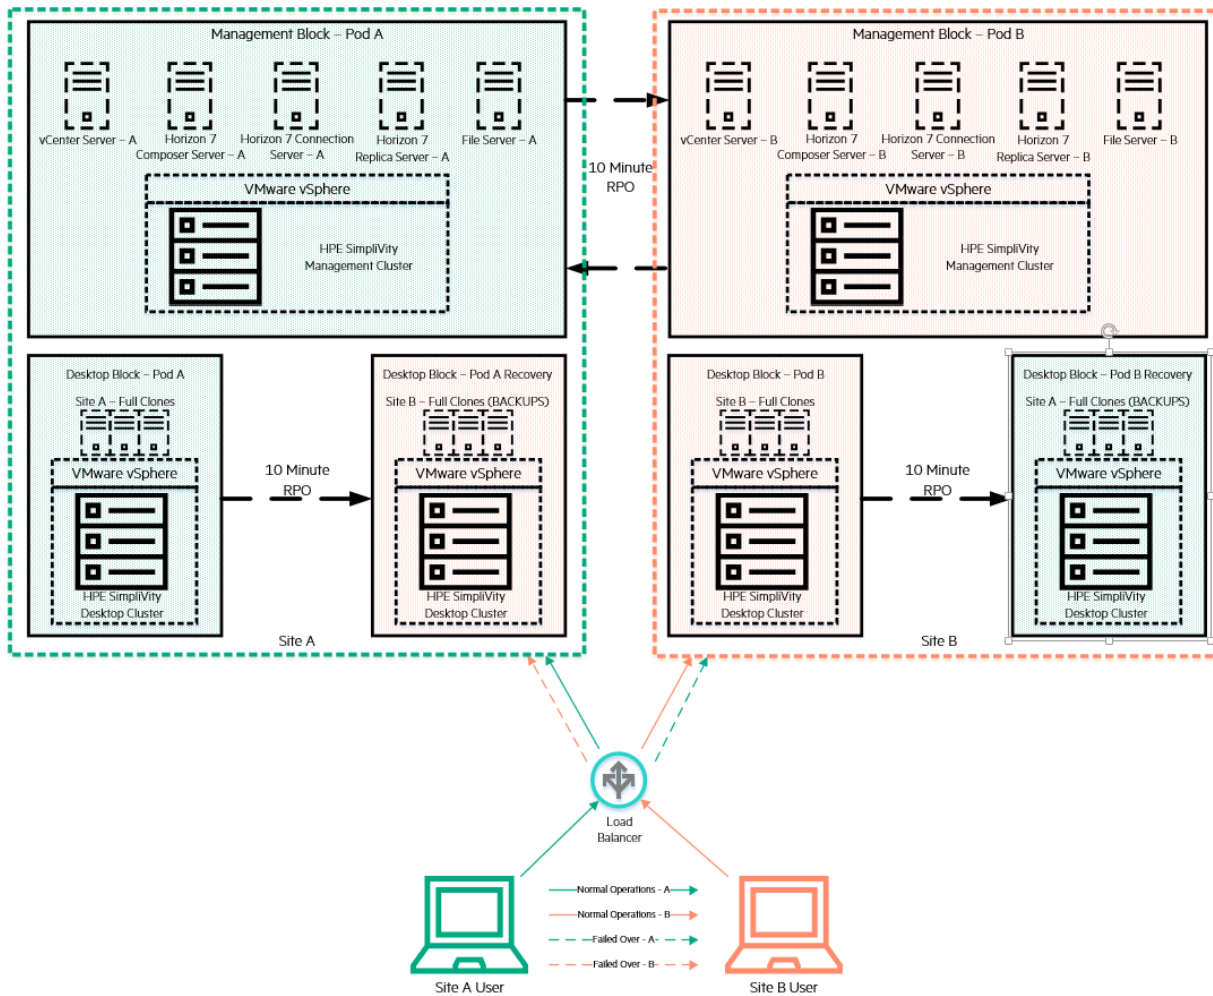 Management Block – Pod A
vCenter Server – A
Horizon 7
Composer Server – A
Horizon 7 Connection
Server – A
Horizon 7
Replica Server – A
File Server – A
VMware vSphere
HPE SimpliVity
Management Cluster
10 Minute
RPO
Management Block – Pod B
vCenter Server – B
Horizon 7
Composer Server – B
Horizon 7 Connection
Server – B
Horizon 7
Replica Server – B
File Server – B
VMware vSphere
HPE SimpliVity
Management Cluster
Desktop Block – Pod A
Site A – Full Clones
VMware vSphere
HPE SimpliVity
Desktop Cluster
10 Minute
RPO
Desktop Block – Pod A Recovery
Site B – Full Clones (BACKUPS)
VMware vSphere
HPE SimpliVity
Desktop Cluster
Site A
Desktop Block – Pod B
Site B – Full Clones
VMware vSphere
HPE SimpliVity
Desktop Cluster
10 Minute
RPO
Desktop Block – Pod B Recovery
Site A – Full Clones (BACKUPS)
VMware vSphere
HPE SimpliVity
Desktop Cluster
Site B
Load
Balancer
Normal Operations - A
Normal Operations - B
Failed Over - A
Failed Over - B
Site A User
Site B User